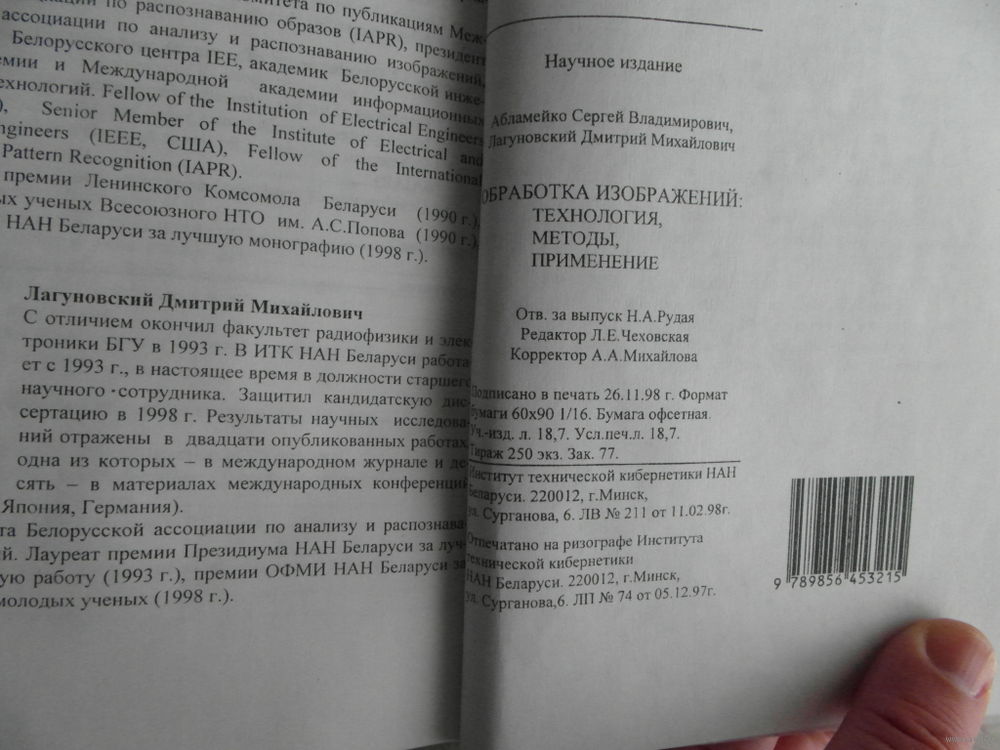 по распознаванию образов (IAPR), президент
ассоциации по анализу и распознаванию изображений,
Белорусского центра IEE, академик Белорусской инже-
и Международной академии информационных
Fellow of the Institution of Electrical Engineers
Senior Member of the Institute of Electrical and
(IEEE, США), Fellow of the International
Pattern Recognition (IAPR).
премии Ленинского Комсомола Беларуси (1990 г.),
ученых Всесоюзного НТО им. А.С.Попова (1990 г.),
НАН Беларуси за лучшую монографию (1998 г.).
Лагуновский Дмитрий Михайлович
С отличием окончил факультет радиофизики и элек-
троники БГУ в 1993 г. В ИТК НАН Беларуси работа-
ет с 1993 г., в настоящее время в должности старшего
научного сотрудника. Защитил кандидатскую дис-
сертацию в 1998 г. Результаты научных исследова-
ний отражены в двадцати опубликованных работах,
одна из которых – в международном журнале и де-
сять – в материалах международных конференций
Япония, Германия).
Белорусской ассоциации по анализу и распознава-
Лауреат премии Президиума НАН Беларуси за луч-
работу (1993 г.), премии ОФМИ НАН Беларуси за
молодых ученых (1998 г.).
Научное издание
Абламейко Сергей Владимирович,
Лагуновский Дмитрий Михайлович
ОБРАБОТКА ИЗОБРАЖЕНИЙ:
ТЕХНОЛОГИЯ,
МЕТОДЫ,
ПРИМЕНЕНИЕ
Отв. за выпуск Н.А.Рудая
Редактор Л.Е.Чеховская
Корректор А.А.Михайлова
Подписано в печать 26.11.98 г. Формат
бумаги 60х90 1/16. Бумага офсетная.
Уч.-изд. л. 18,7. Усл.печ.л. 18,7.
Тираж 250 экз. Зак. 77.
Институт технической кибернетики НАН
Беларуси. 220012, г.Минск,
ул. Сурганова, 6. ЛВ № 211 от 11.02.98г.
Отпечатано на ризографе Института
технической кибернетики
НАН Беларуси. 220012, г.Минск,
ул. Сурганова,6. ЛП № 74 от 05.12.97г.
9 789856 453215